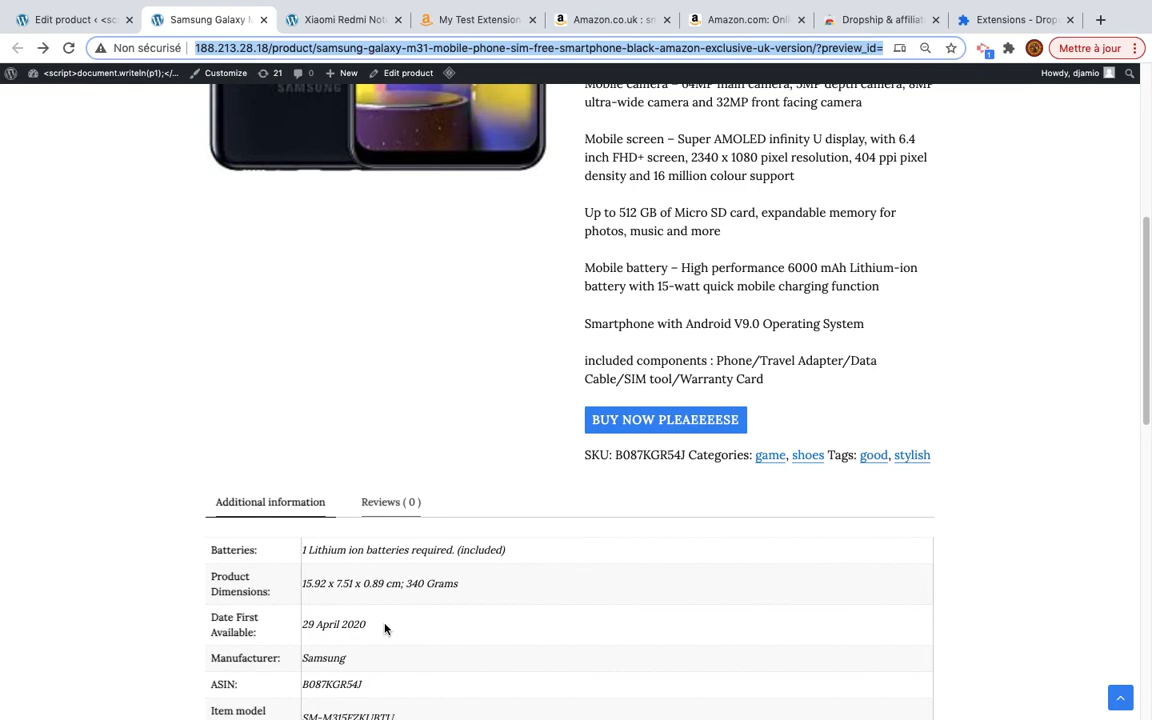 Edit product ‹ <scr
Samsung Galaxy M
Xiaomi Redmi Not
My Test Extension
Amazon.co.uk : sm
Amazon.com: Onli
Dropship & affiliat
Extensions - Drop
Non sécurisé
188.213.28.18/product/samsung-galaxy-m31-mobile-phone-sim-free-smartphone-black-amazon-exclusive-uk-version/?preview_id=
1
Mettre à jour
<script>document.writeln(p1);</...
Customize
21
0
New
Edit product
Howdy, djamio
SAMSUNG
Mobile camera – 64MP main camera, 5MP depth camera, 8MP
ultra-wide camera and 32MP front facing camera
Mobile screen – Super AMOLED infinity U display, with 6.4
inch FHD+ screen, 2340 x 1080 pixel resolution, 404 ppi pixel
density and 16 million colour support
Up to 512 GB of Micro SD card, expandable memory for
photos, music and more
Mobile battery – High performance 6000 mAh Lithium-ion
battery with 15-watt quick mobile charging function
Smartphone with Android V9.0 Operating System
included components : Phone/Travel Adapter/Data
Cable/SIM tool/Warranty Card
BUY NOW PLEAEEEESE
SKU: B087KGR54J Categories: game, shoes Tags: good, stylish
Additional information
Reviews ( 0 )
Batteries:
1 Lithium ion batteries required. (included)
Product
Dimensions:
15.92 x 7.51 x 0.89 cm; 340 Grams
Date First
Available:
29 April 2020
Manufacturer:
Samsung
ASIN:
B087KGR54J
Item model
SM-M315FZKUBTU